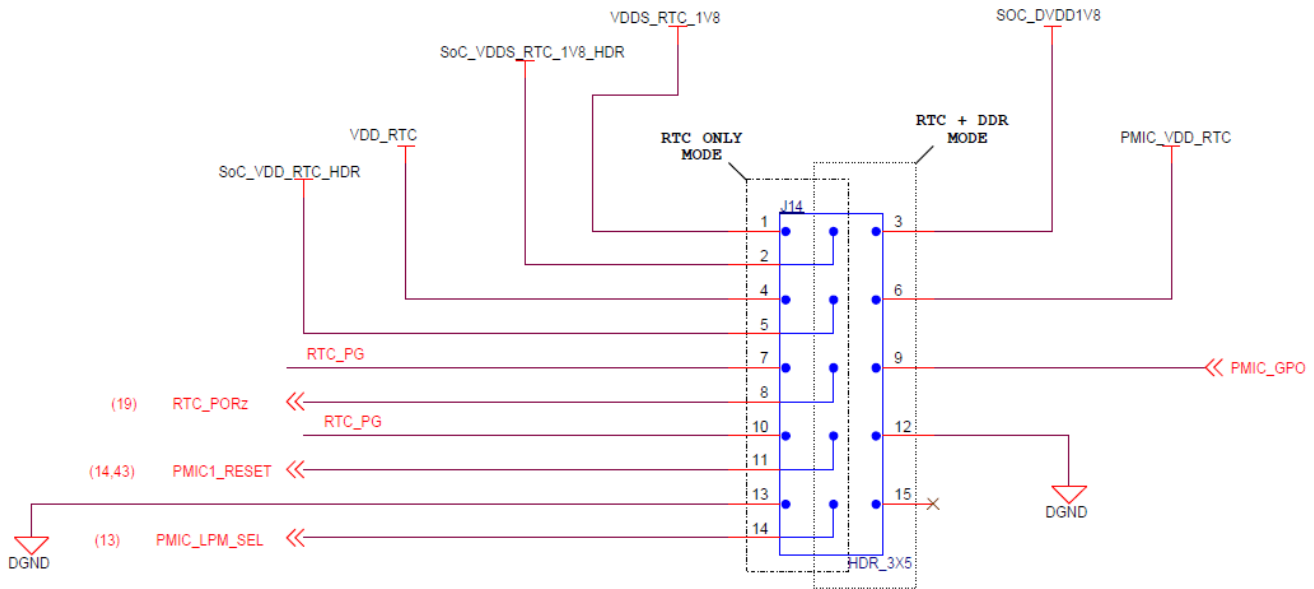 VDDS_RTC_1V8
SOC_DVDD1V8
SoC_VDDS_RTC_1V8_HDR
VDD_RTC
RTC ONLY
MODE
RTC + DDR
MODE
PMIC_VDD_RTC
SoC_VDD_RTC_HDR
J14
1
3
2
4
6
5
RTC_PG
7
9
PMIC_GPO
(19)
RTC_PORz
8
RTC_PG
10
12
(14,43)
PMIC1_RESET
11
13
15
DGND
(13)
PMIC_LPM_SEL
14
DGND
HDR_3X5